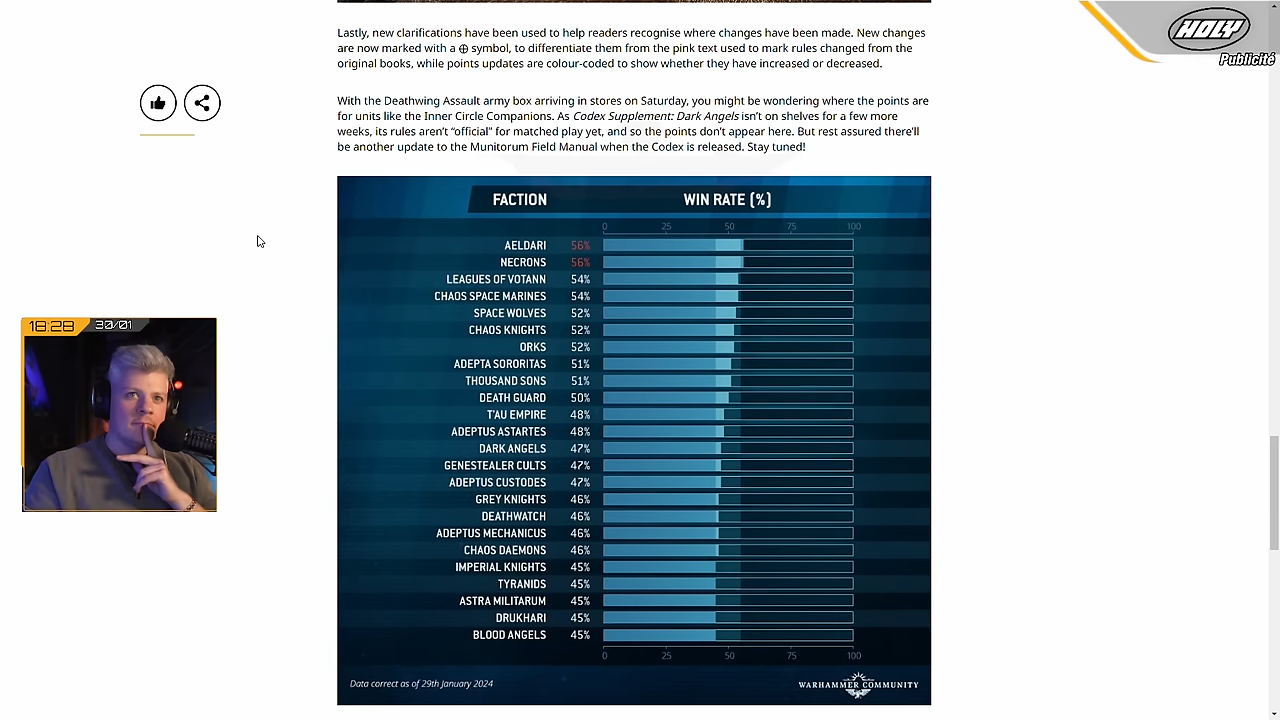 Lastly, new clarifications have been used to help readers recognise where changes have been made. New changes
are now marked with a ⊕ symbol, to differentiate them from the pink text used to mark rules changed from the
original books, while points updates are colour-coded to show whether they have increased or decreased.
HOLY
Publicité
With the Deathwing Assault army box arriving in stores on Saturday, you might be wondering where the points are
for units like the Inner Circle Companions. As Codex Supplement: Dark Angels isn’t on shelves for a few more
weeks, its rules aren’t “official” for matched play yet, and so the points don’t appear here. But rest assured there’ll
be another update to the Munitorum Field Manual when the Codex is released. Stay tuned!
FACTION WIN RATE (%)
0 25 50 75 100
AELDARI 56%
NECRONS 56%
LEAGUES OF VOTANN 54%
CHAOS SPACE MARINES 54%
SPACE WOLVES 52%
CHAOS KNIGHTS 52%
ORKS 52%
ADEPTA SORORITAS 51%
THOUSAND SONS 51%
DEATH GUARD 50%
T'AU EMPIRE 48%
ADEPTUS ASTARTES 48%
DARK ANGELS 47%
GENESTEALER CULTS 47%
ADEPTUS CUSTODES 47%
GREY KNIGHTS 46%
DEATHWATCH 46%
ADEPTUS MECHANICUS 46%
CHAOS DAEMONS 46%
IMPERIAL KNIGHTS 45%
TYRANIDS 45%
ASTRA MILITARUM 45%
DRUKHARI 45%
BLOOD ANGELS 45%
0 25 50 75 100
Data correct as of 29th January 2024
WARHAMMER COMMUNITY
18:28 30/01